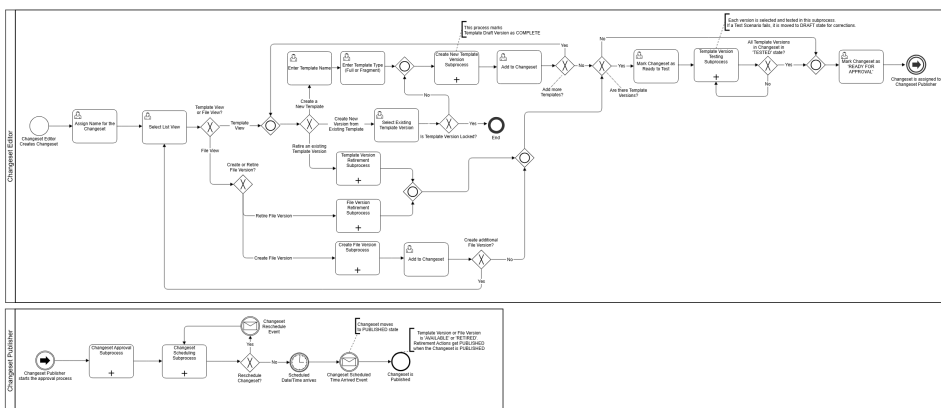 Changeset Editor
Changeset Editor
Creates Changeset
Assign Name for the
Changeset
Select List View
Template View
or File View?
Template
View
File View
Create a
New Template
Create New
Version from
Existing Template
Retire an existing
Template Version
Enter Template Name
Enter Template Type
(Full or Fragment)
This process marks
Template Draft Version as COMPLETE
Create New Template
Version Subprocess
Add to Changeset
Yes
Add more
Templates?
No
No
Select Existing
Template Version
Is Template Version Locked?
Yes
End
No
Are there Template
Versions?
Yes
Mark Changeset as
Ready to Test
Each version is selected and tested in this subprocess.
If a Test Scenario fails, it is moved to DRAFT state for corrections.
Template Version
Testing
Subprocess
All Template Versions
in Changeset in
'TESTED' state?
Yes
No
Mark Changeset as
'READY FOR
APPROVAL'
Changeset is assigned to
Changeset Publisher
Template Version
Retirement
Subprocess
Create or Retire
File Version?
Retire File Version
File Version
Retirement
Subprocess
Create File Version
Create File Version
Subprocess
Add to Changeset
Create additional
File Version?
No
Yes
Changeset Publisher
Changeset Publisher
starts the approval process
Changeset Approval
Subprocess
Changeset
Scheduling
Subprocess
Changeset
Reschedule
Event
Yes
Reschedule
Changeset?
No
Scheduled
Date/Time arrives
Changeset moves
to PUBLISHED state
Changeset Scheduled
Time Arrived Event
Changeset is
Published
Template Version or File Version
is 'AVAILABLE' or 'RETIRED'
Retirement Actions get PUBLISHED
when the Changeset is PUBLISHED